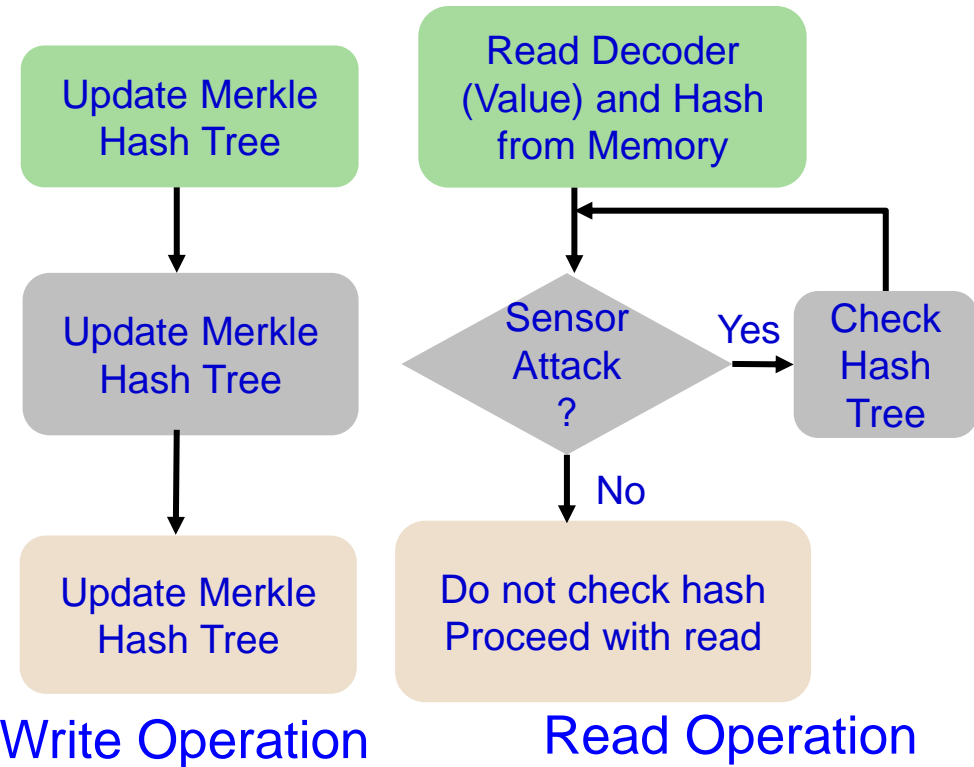 Update Merkle
Hash Tree
Update Merkle
Hash Tree
Update Merkle
Hash Tree
Write Operation
Read Decoder
(Value) and Hash
from Memory
Sensor
Attack
?
Yes
Check
Hash
Tree
No
Do not check hash
Proceed with read
Read Operation